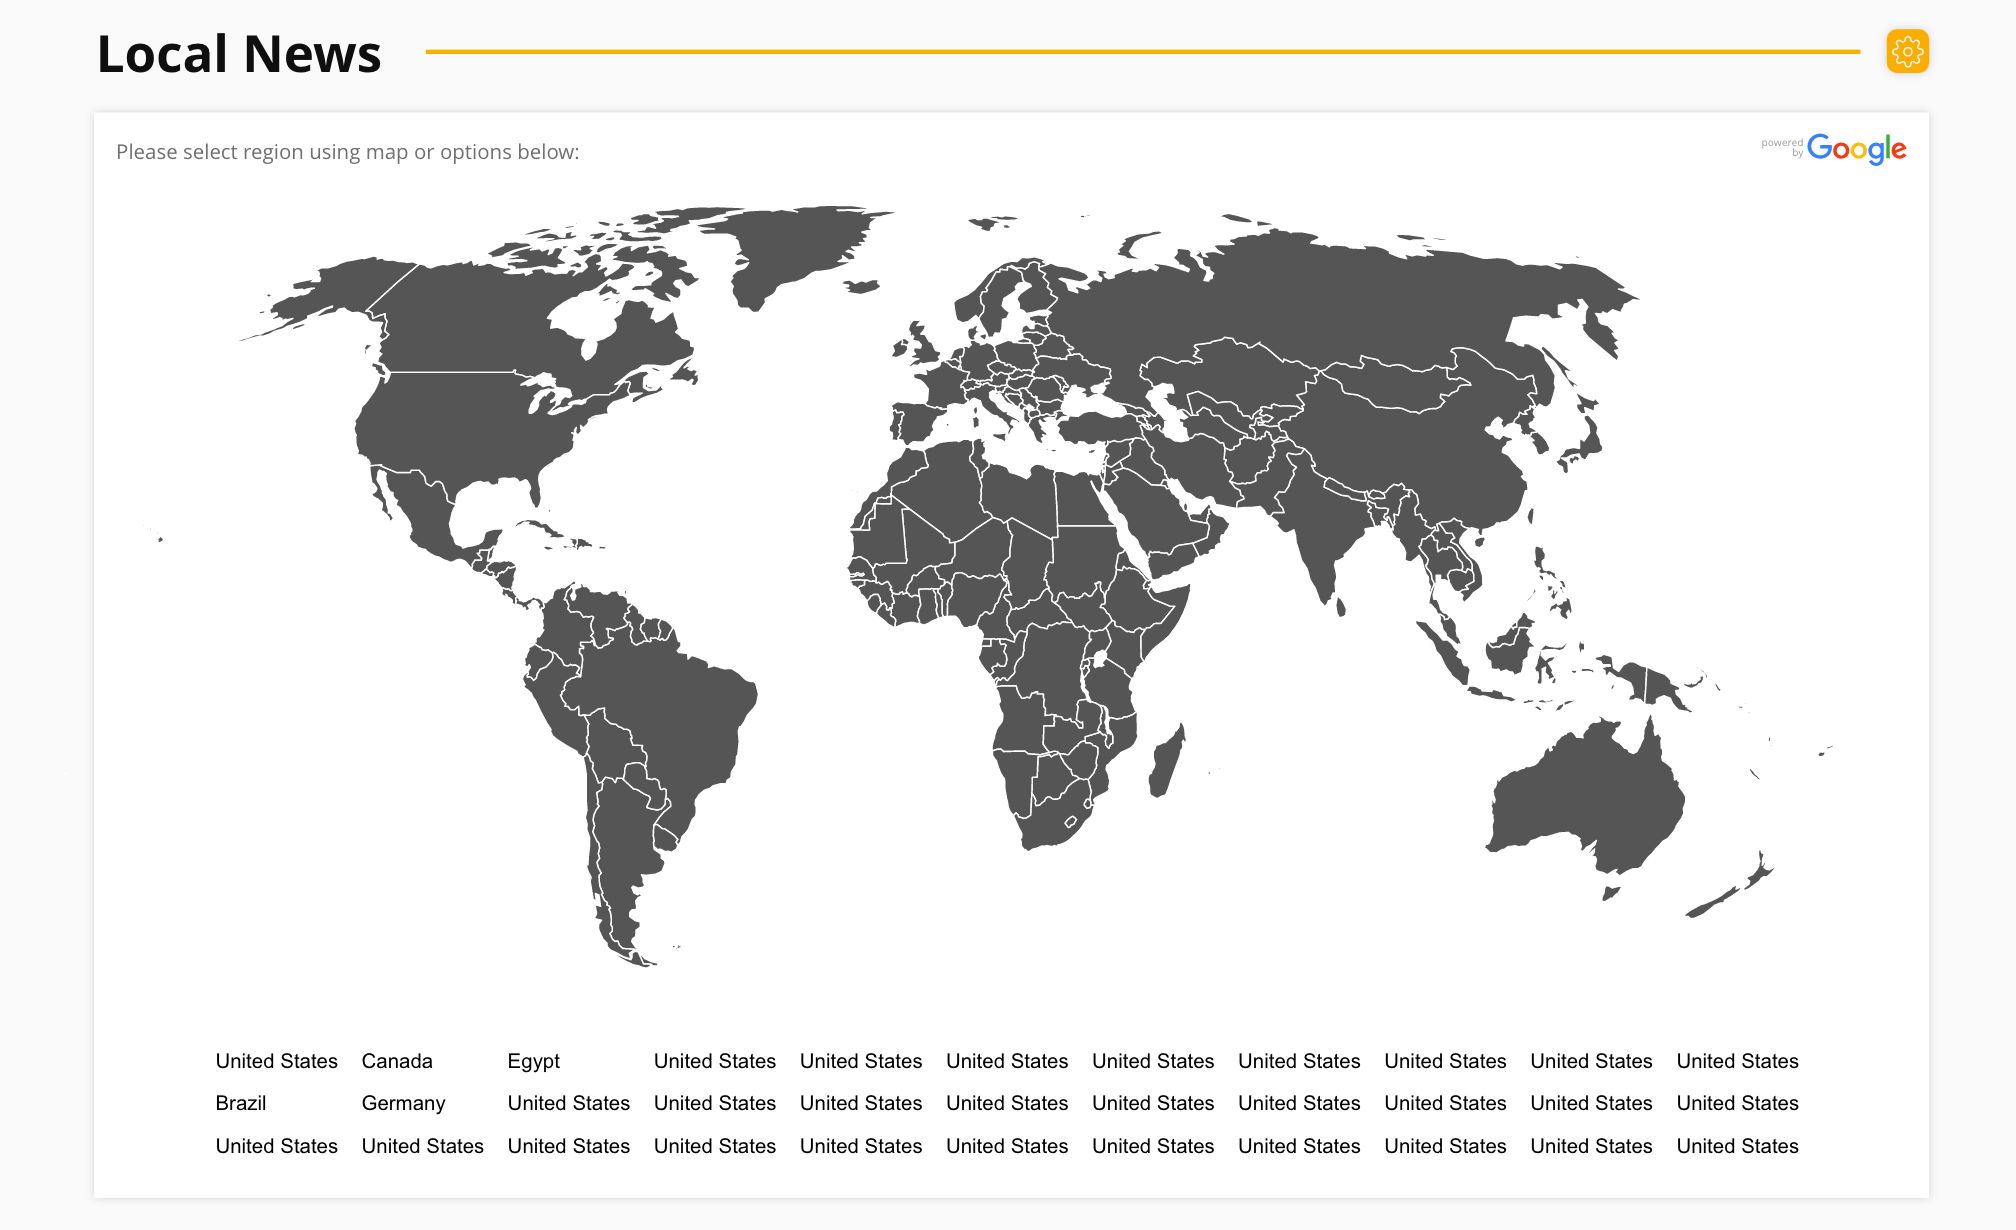 Local News
Please select region using map or options below:
powered by Google
United States Canada Egypt United States United States United States United States United States United States United States United States
Brazil Germany United States United States United States United States United States United States United States United States United States
United States United States United States United States United States United States United States United States United States United States United States